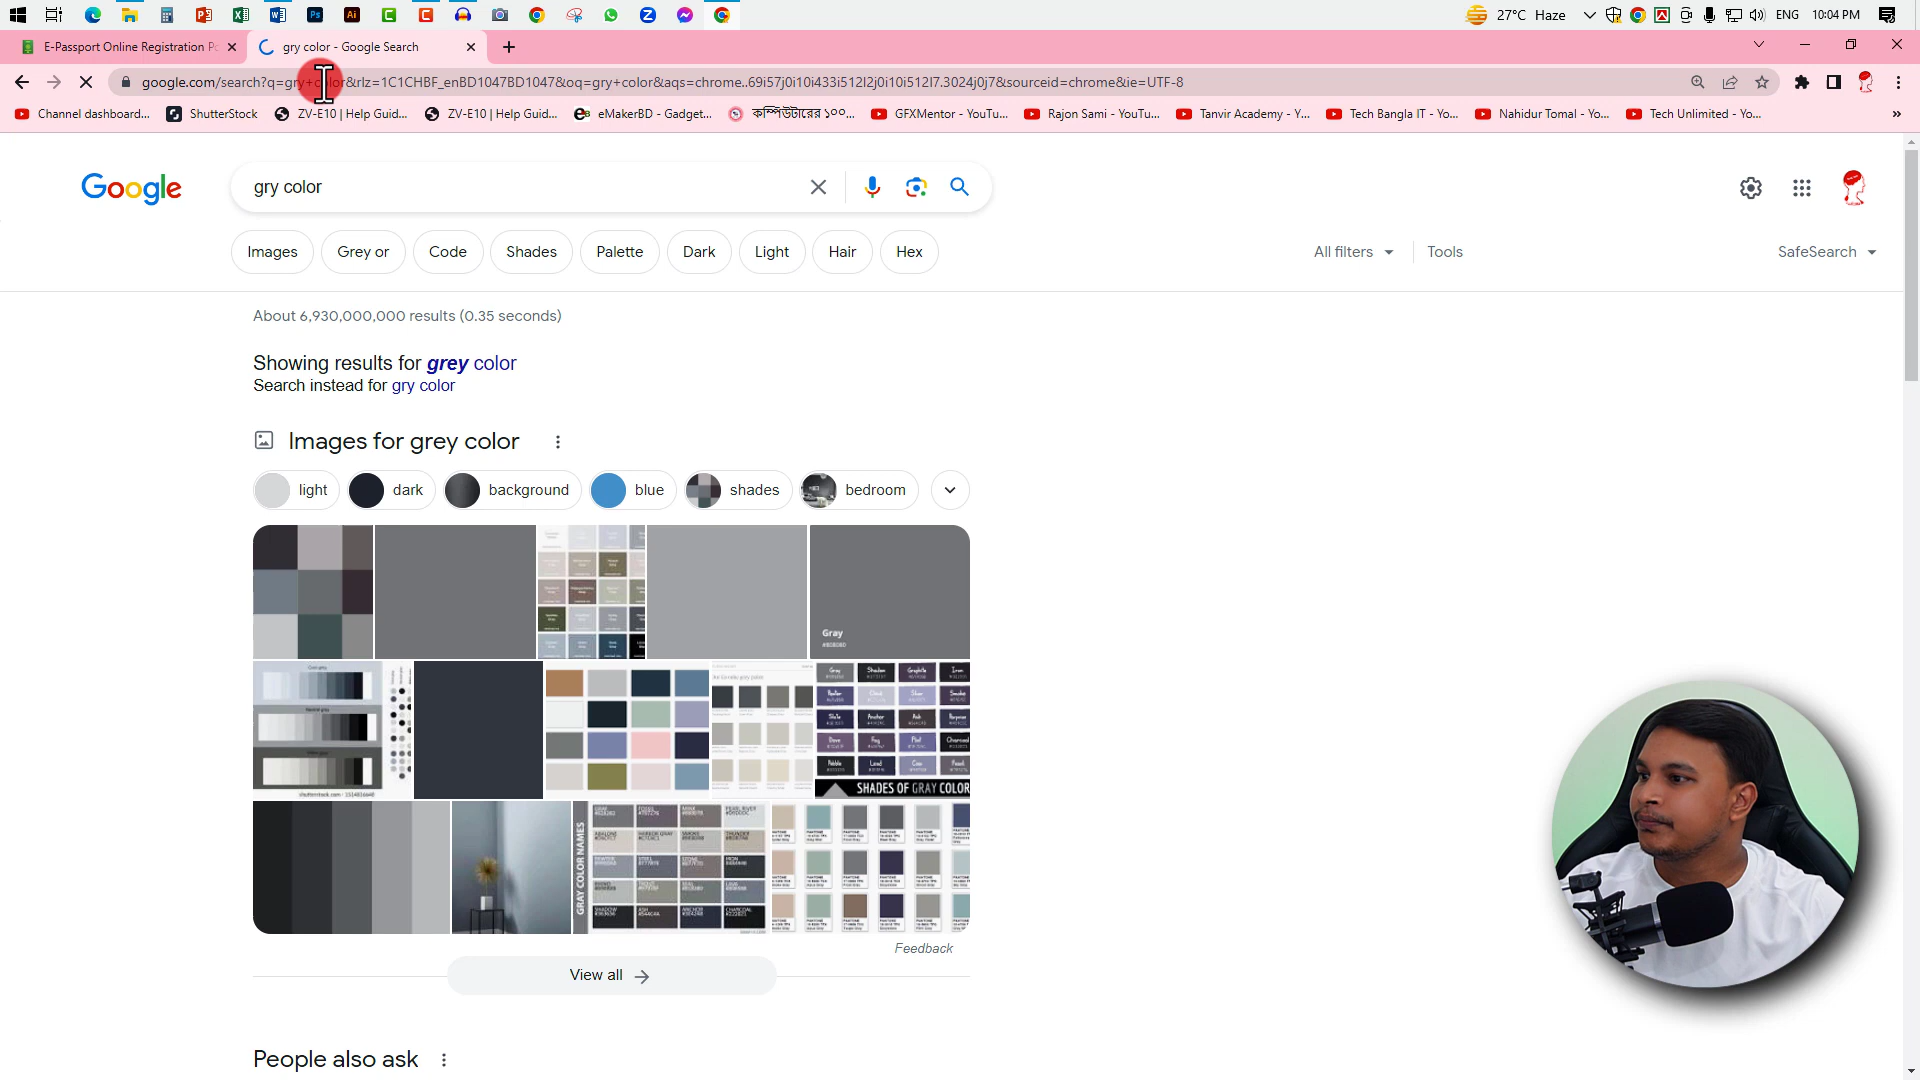 27°C Haze
ENG
10:04 PM
E-Passport Online Registration Po
gry color - Google Search
google.com/search?q=gry+color&rlz=1C1CHBF_enBD1047BD1047&oq=gry+color&aqs=chrome..69i57j0i10i433i512l2j0i10i512l7.3024j0j7&sourceid=chrome&ie=UTF-8
Channel dashboard...
ShutterStock
ZV-E10 | Help Guid...
ZV-E10 | Help Guid...
eMakerBD - Gadget...
কম্পিউটারের ১০০...
GFXMentor - YouTu...
Rajon Sami - YouTu...
Tanvir Academy - Y...
Tech Bangla IT - Yo...
Nahidur Tomal - Yo...
Tech Unlimited - Yo...
Google
gry color
Images
Grey or
Code
Shades
Palette
Dark
Light
Hair
Hex
All filters
Tools
SafeSearch
About 6,930,000,000 results (0.35 seconds)
Showing results for grey color
Search instead for gry color
Images for grey color
light
dark
background
blue
shades
bedroom
Gray
#808080
SHADES OF GRAY COLOR
GRAY COLOR NAMES
Feedback
View all
People also ask